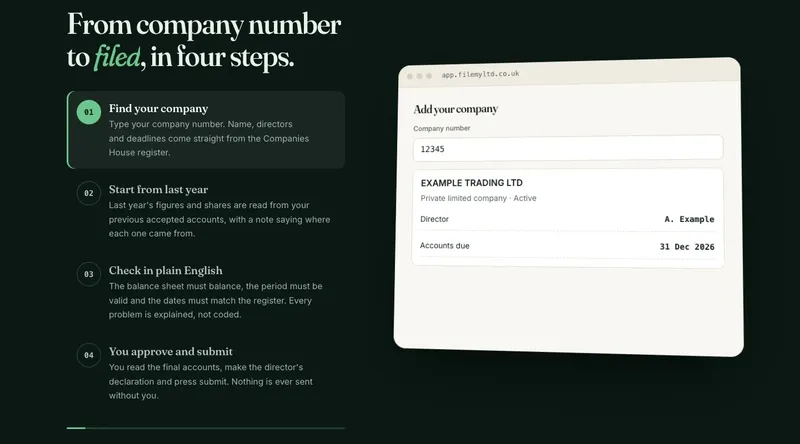 From company number
to filed, in four steps.
01
Find your company
Type your company number. Name, directors
and deadlines come straight from the Companies
House register.
02
Start from last year
Last year's figures and shares are read from your
previous accepted accounts, with a note saying where
each one came from.
03
Check in plain English
The balance sheet must balance, the period must be
valid and the dates must match the register. Every
problem is explained, not coded.
04
You approve and submit
You read the final accounts, make the director's
declaration and press submit. Nothing is ever sent
without you.
app.filemyltd.co.uk
Add your company
Company number
12345
EXAMPLE TRADING LTD
Private limited company · Active
Director A. Example
Accounts due 31 Dec 2026